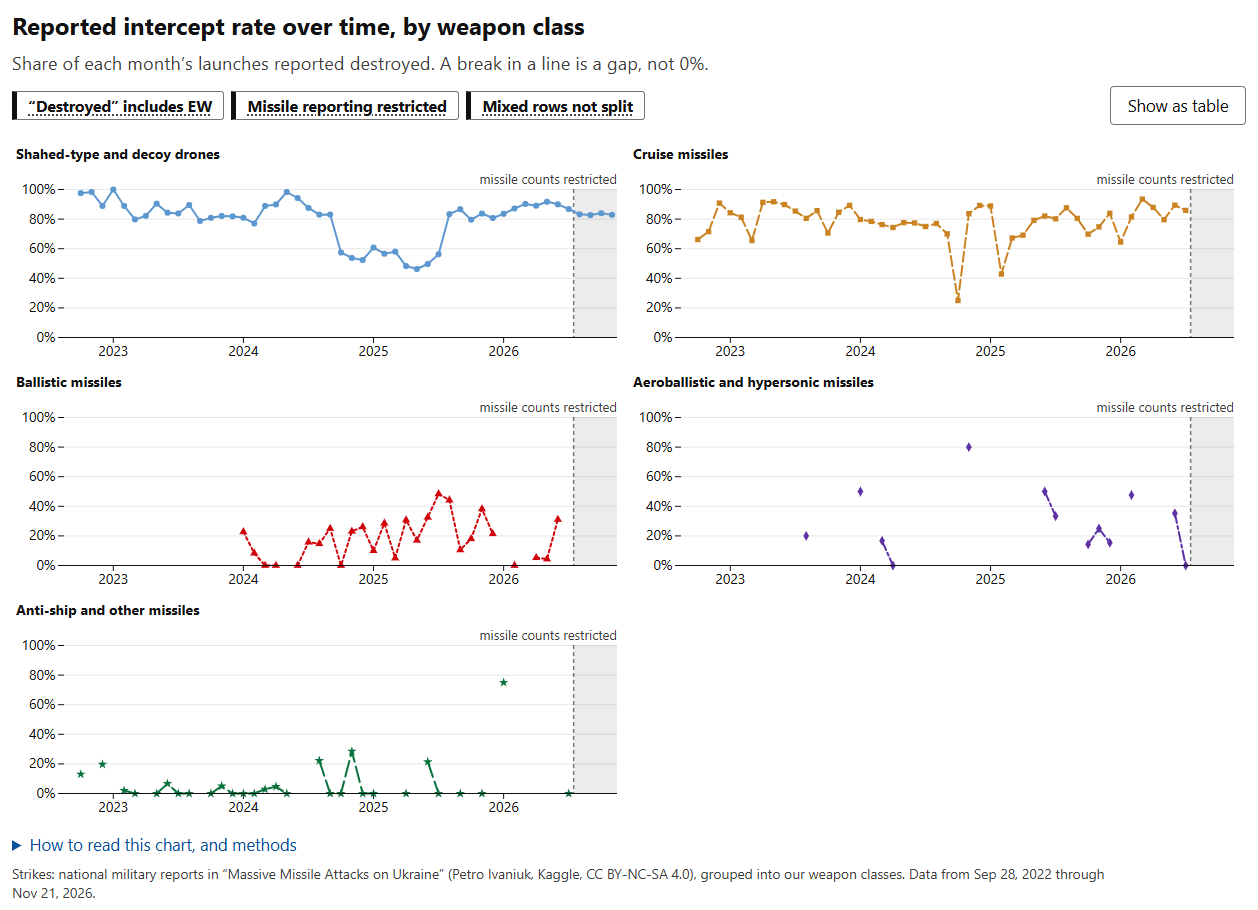 Reported intercept rate over time, by weapon class
Share of each month’s launches reported destroyed. A break in a line is a gap, not 0%.
“Destroyed” includes EW
Missile reporting restricted
Mixed rows not split
Show as table
Shahed-type and decoy drones
missile counts restricted
100%
80%
60%
40%
20%
0%
2023 2024 2025 2026
Cruise missiles
missile counts restricted
100%
80%
60%
40%
20%
0%
2023 2024 2025 2026
Ballistic missiles
missile counts restricted
100%
80%
60%
40%
20%
0%
2023 2024 2025 2026
Aeroballistic and hypersonic missiles
missile counts restricted
100%
80%
60%
40%
20%
0%
2023 2024 2025 2026
Anti-ship and other missiles
missile counts restricted
100%
80%
60%
40%
20%
0%
2023 2024 2025 2026
How to read this chart, and methods
Strikes: national military reports in “Massive Missile Attacks on Ukraine” (Petro Ivaniuk, Kaggle, CC BY-NC-SA 4.0), grouped into our weapon classes. Data from Sep 28, 2022 through
Nov 21, 2026.